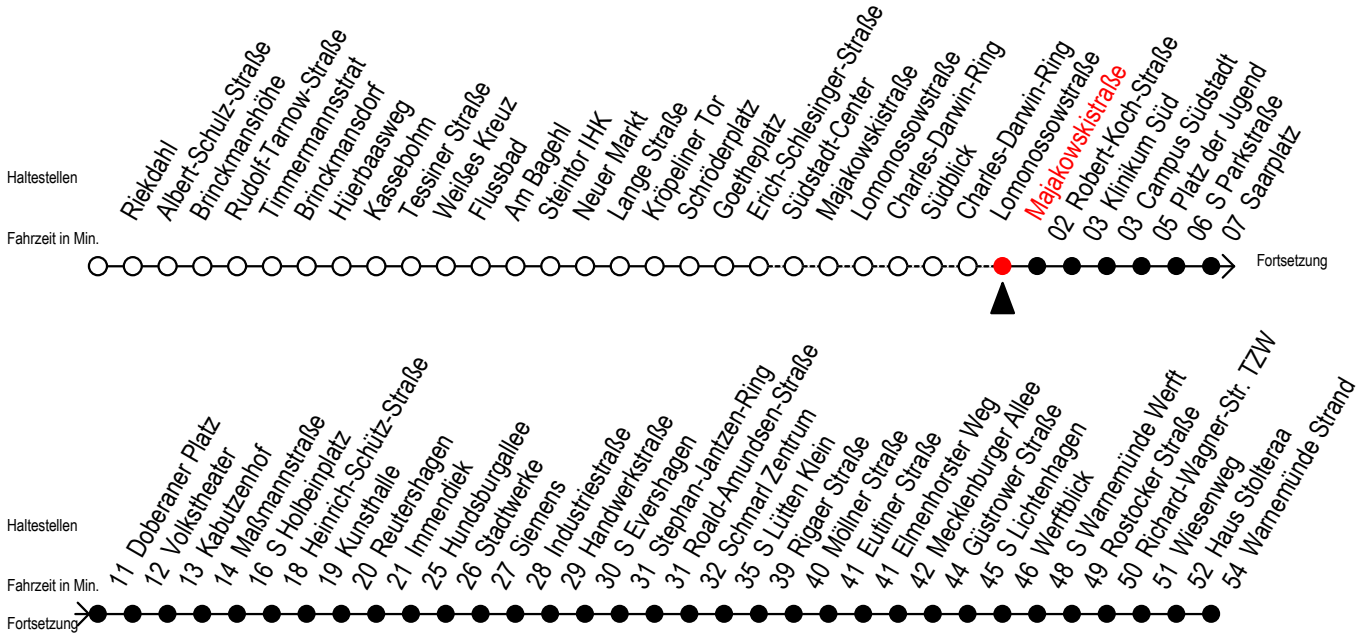 Haltestellen
Riekdahl
Albert-Schulz-Straße
Brinckmanshöhe
Rudolf-Tarnow-Straße
Timmermannsstrat
Brinckmansdorf
Hüerbaasweg
Kassebohm
Tessiner Straße
Weißes Kreuz
Flussbad
Am Bagehl
Steintor IHK
Neuer Markt
Lange Straße
Kröpeliner Tor
Schröderplatz
Goetheplatz
Erich-Schlesinger-Straße
Südstadt-Center
Majakowskistraße
Lomonossowstraße
Charles-Darwin-Ring
Südblick
Charles-Darwin-Ring
Lomonossowstraße
Majakowskistraße
02 Robert-Koch-Straße
03 Klinikum Süd
03 Campus Südstadt
05 Platz der Jugend
06 S Parkstraße
07 Saarplatz
Fahrzeit in Min.
Fortsetzung
Haltestellen
11 Doberaner Platz
12 Volkstheater
13 Kabutzenhof
14 Maßmannstraße
16 S Holbeinplatz
18 Heinrich-Schütz-Straße
19 Kunsthalle
20 Reutershagen
21 Immendiek
25 Hundsburgallee
26 Stadtwerke
27 Siemens
28 Industriestraße
29 Handwerkstraße
30 S Evershagen
31 Stephan-Jantzen-Ring
31 Roald-Amundsen-Straße
32 Schmarl Zentrum
35 S Lütten Klein
39 Rigaer Straße
40 Möllner Straße
41 Eutiner Straße
41 Elmenhorster Weg
42 Mecklenburger Allee
44 Güstrower Straße
45 S Lichtenhagen
46 Werftblick
48 S Warnemünde Werft
49 Rostocker Straße
50 Richard-Wagner-Str. TZW
51 Wiesenweg
52 Haus Stolteraa
54 Warnemünde Strand
Fahrzeit in Min.
Fortsetzung